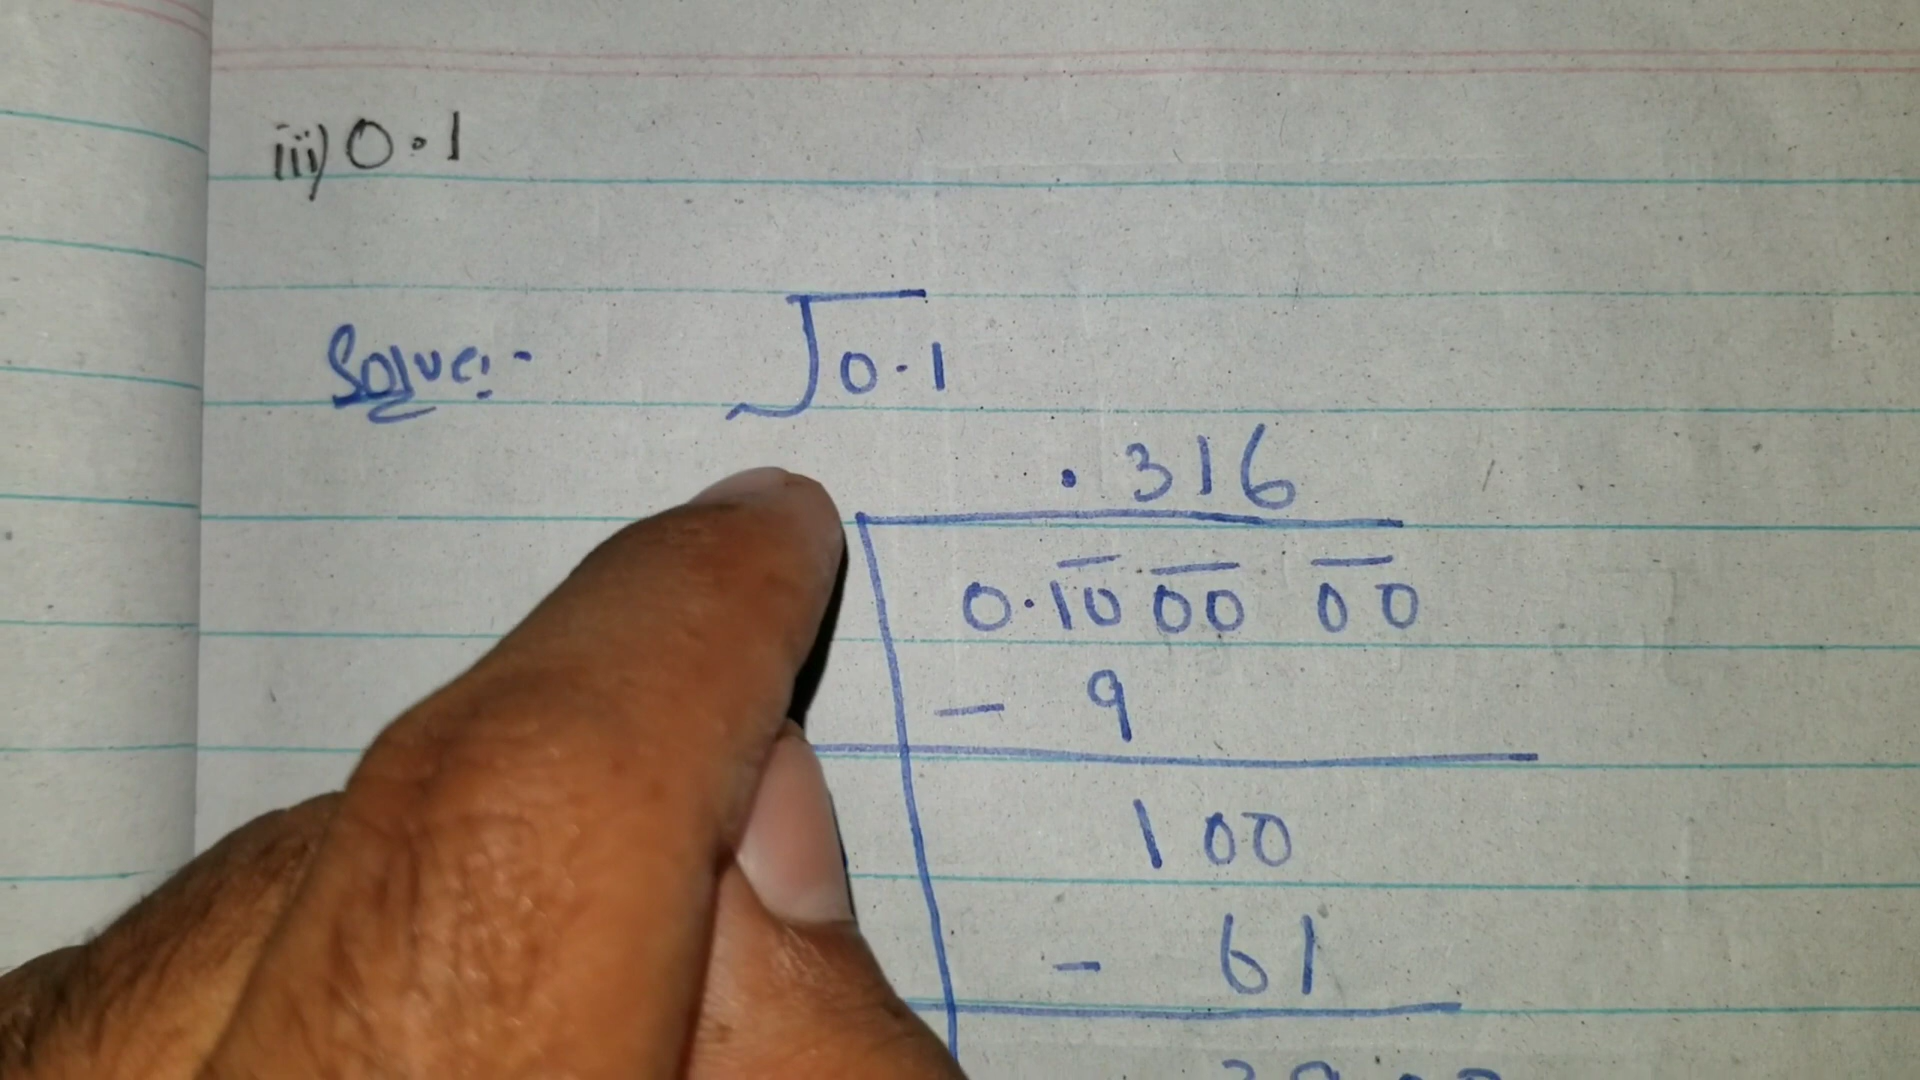 iii) 0.1
Solve:- √0.1
.316
0.10 00 00
- 9
100
- 61